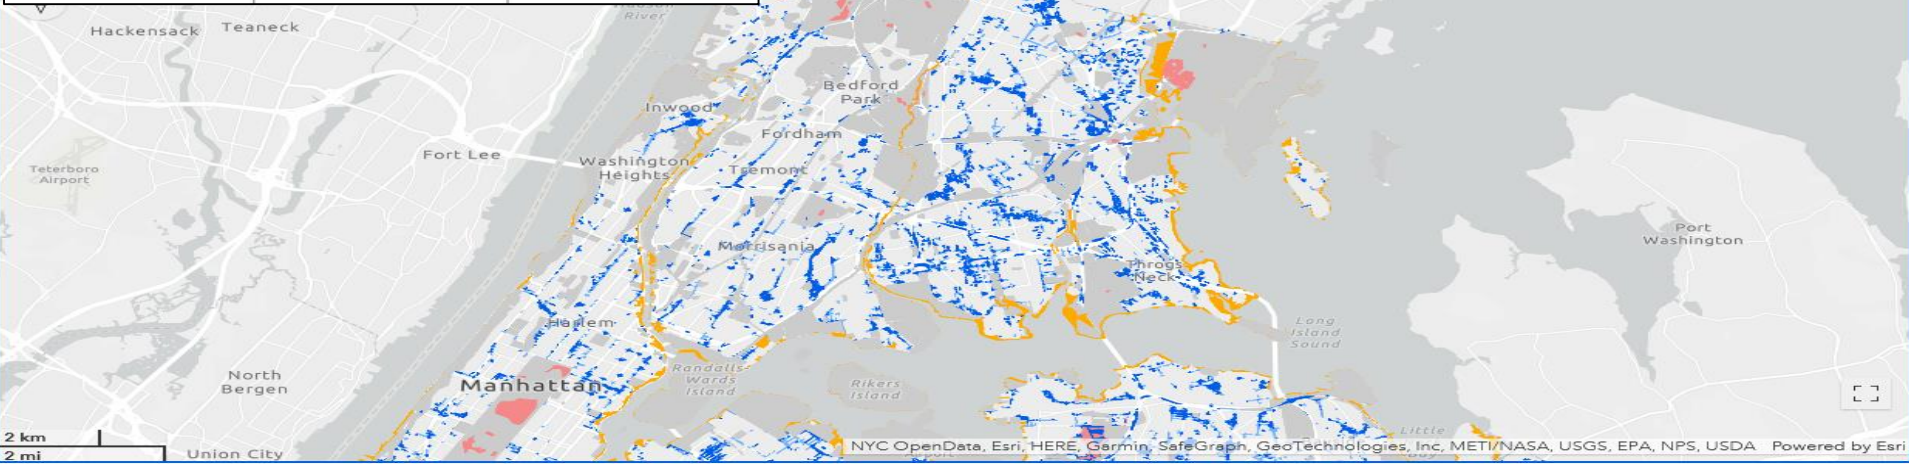 Hudson
River
Hackensack
Teaneck
Bedford
Park
Inwood
Fordham
Fort Lee
Washington
Heights
Tremont
Teterboro
Airport
Port
Washington
Morrisania
Throgs
Neck
Harlem
Long
Island
Sound
North
Bergen
Manhattan
Randalls-
Wards
Island
Rikers
Island
Little
2 km
2 mi
Union City
NYC OpenData, Esri, HERE, Garmin, SafeGraph, GeoTechnologies, Inc, METI/NASA, USGS, EPA, NPS, USDA
Powered by Esri